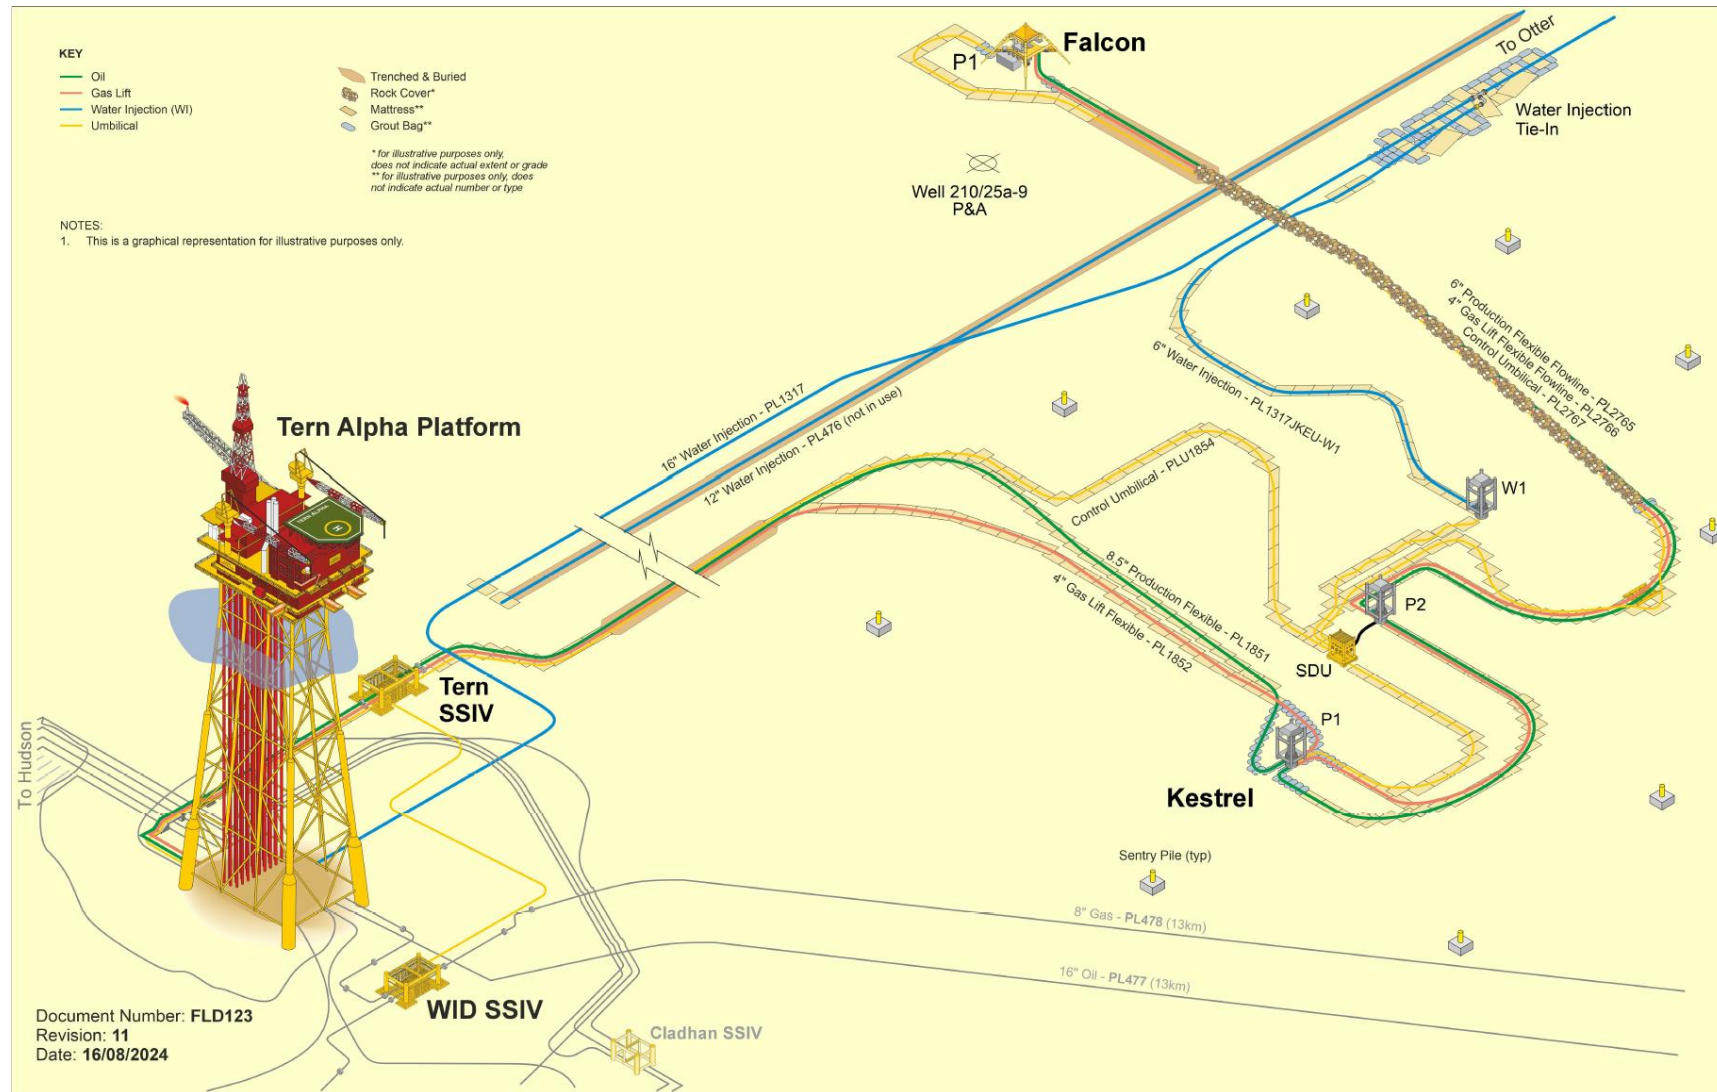 KEY
Oil
Gas Lift
Water Injection (WI)
Umbilical
Trenched & Buried
Rock Cover*
Mattress**
Grout Bag**
* for illustrative purposes only,
does not indicate actual extent or grade
** for illustrative purposes only, does
not indicate actual number or type
NOTES:
1. This is a graphical representation for illustrative purposes only.
P1
Falcon
To Otter
Water Injection
Tie-In
Well 210/25a-9
P&A
6" Production Flexible Flowline - PL2765
4" Gas Lift Flexible Flowline - PL2766
Control Umbilical - PL2767
6" Water Injection - PL1317JKEU-W1
16" Water Injection - PL1317
12" Water Injection - PL476 (not in use)
Tern Alpha Platform
TERN ALPHA
H
Control Umbilical - PLU1854
W1
8.5" Production Flexible - PL1851
4" Gas Lift Flexible - PL1852
P2
SDU
P1
Kestrel
Tern
SSIV
To Hudson
Sentry Pile (typ)
8" Gas - PL478 (13km)
16" Oil - PL477 (13km)
WID SSIV
Cladhan SSIV
Document Number: FLD123
Revision: 11
Date: 16/08/2024